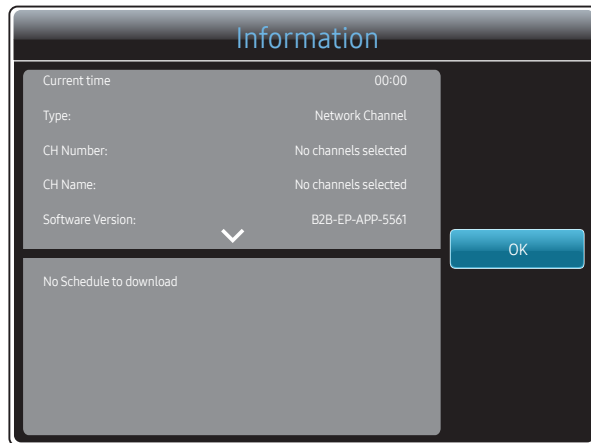 Information
Current time 00:00
Type: Network Channel
CH Number: No channels selected
CH Name: No channels selected
Software Version: B2B-EP-APP-5561
OK
No Schedule to download